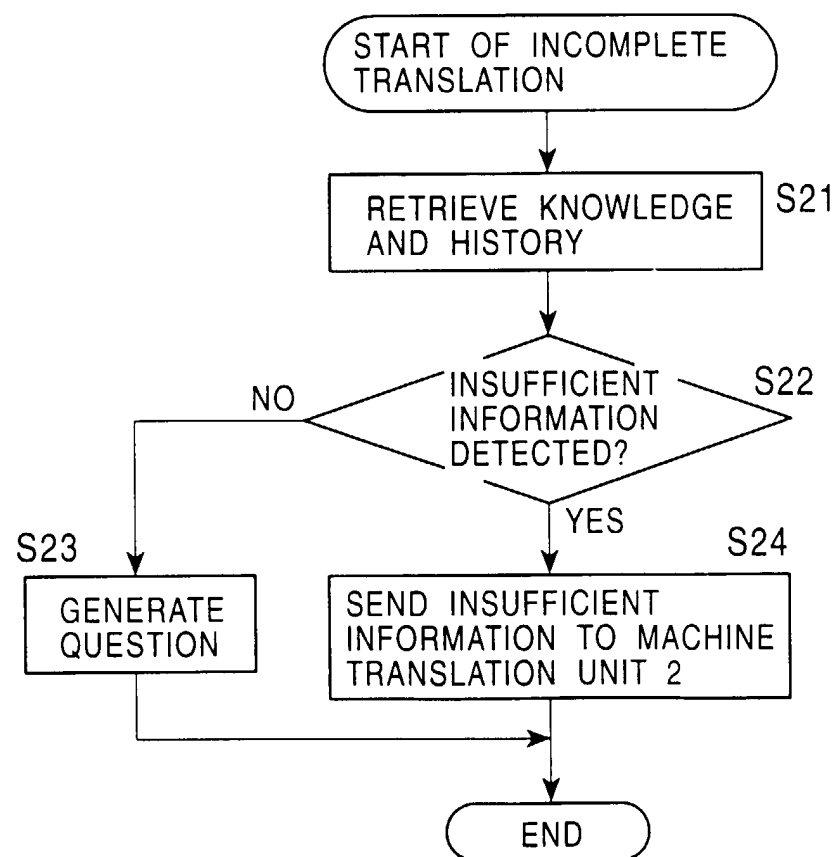 START OF INCOMPLETE
TRANSLATION
RETRIEVE KNOWLEDGE
AND HISTORY
S21
INSUFFICIENT
INFORMATION
DETECTED?
S22
NO
YES
S23
GENERATE
QUESTION
S24
SEND INSUFFICIENT
INFORMATION TO MACHINE
TRANSLATION UNIT 2
END